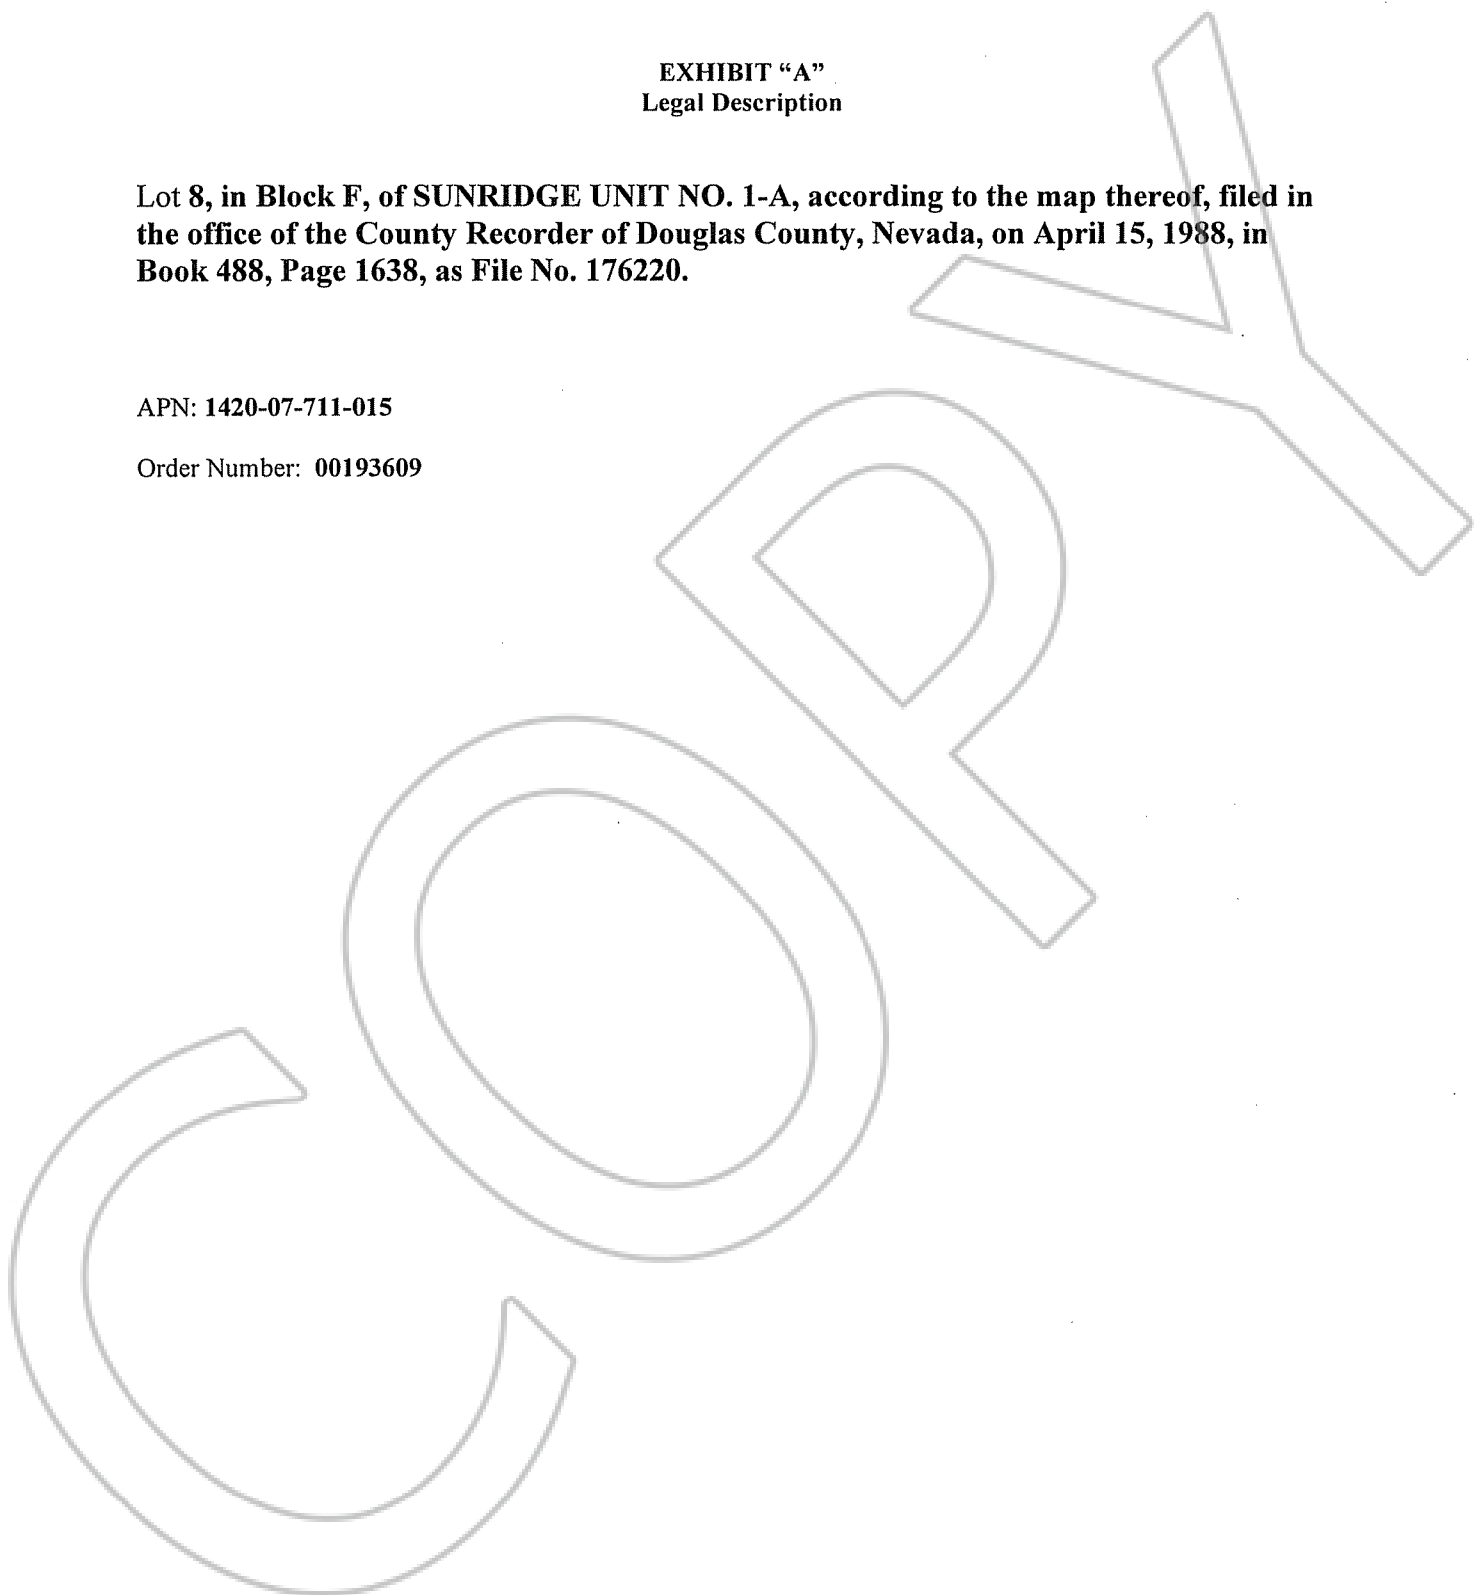 EXHIBIT “A”
Legal Description
Lot 8, in Block F, of SUNRIDGE UNIT NO. 1-A, according to the map thereof, filed in
the office of the County Recorder of Douglas County, Nevada, on April 15, 1988, in
Book 488, Page 1638, as File No. 176220.
APN: 1420-07-711-015
Order Number: 00193609
COPY